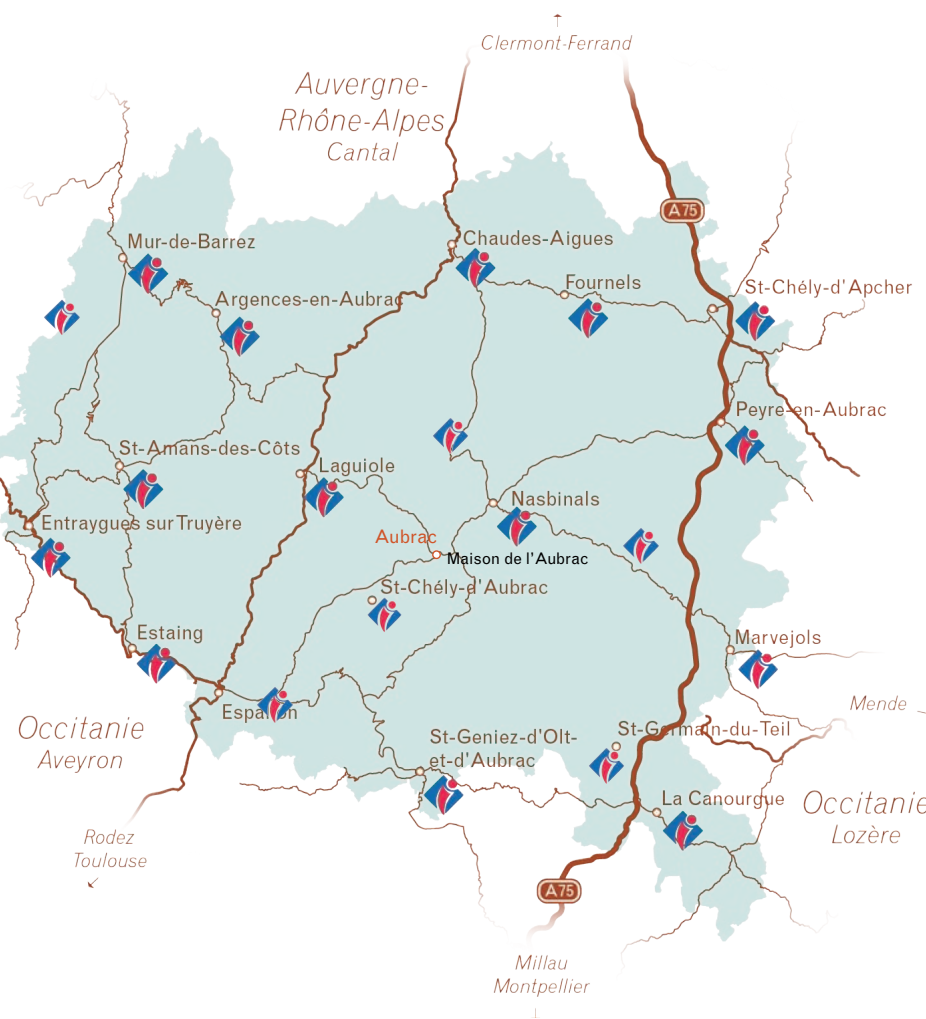 Clermont-Ferrand
Auvergne-
Rhône-Alpes
Cantal
A75
Mur-de-Barrez
Chaudes-Aigues
Fournels
St-Chély-d'Apcher
Argences-en-Aubrac
Peyre-en-Aubrac
St-Amans-des-Côts
Laguiole
Nasbinals
Entraygues sur Truyère
Aubrac
Maison de l'Aubrac
St-Chély-d'Aubrac
Estaing
Marvejols
Espalion
Mende
Occitanie
Aveyron
St-Geniez-d'Olt-
et-d'Aubrac
St-Germain-du-Teil
La Canourgue
Occitanie
Lozère
Rodez
Toulouse
A75
Millau
Montpellier